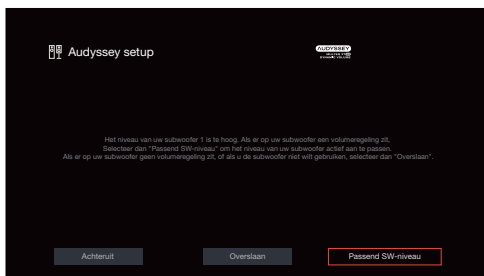 Audyssey setup
AUDYSSEY
Het niveau van uw subwoofer 1 is te hoog. Als er op uw subwoofer een volumeregeling zit,
Selecteer dan "Passend SW-niveau" om het niveau van uw subwoofer actief aan te passen.
Als er op uw subwoofer geen volumeregeling zit, of als u de subwoofer niet wilt gebruiken, selecteer dan "Overslaan".
Achteruit
Overslaan
Passend SW-niveau